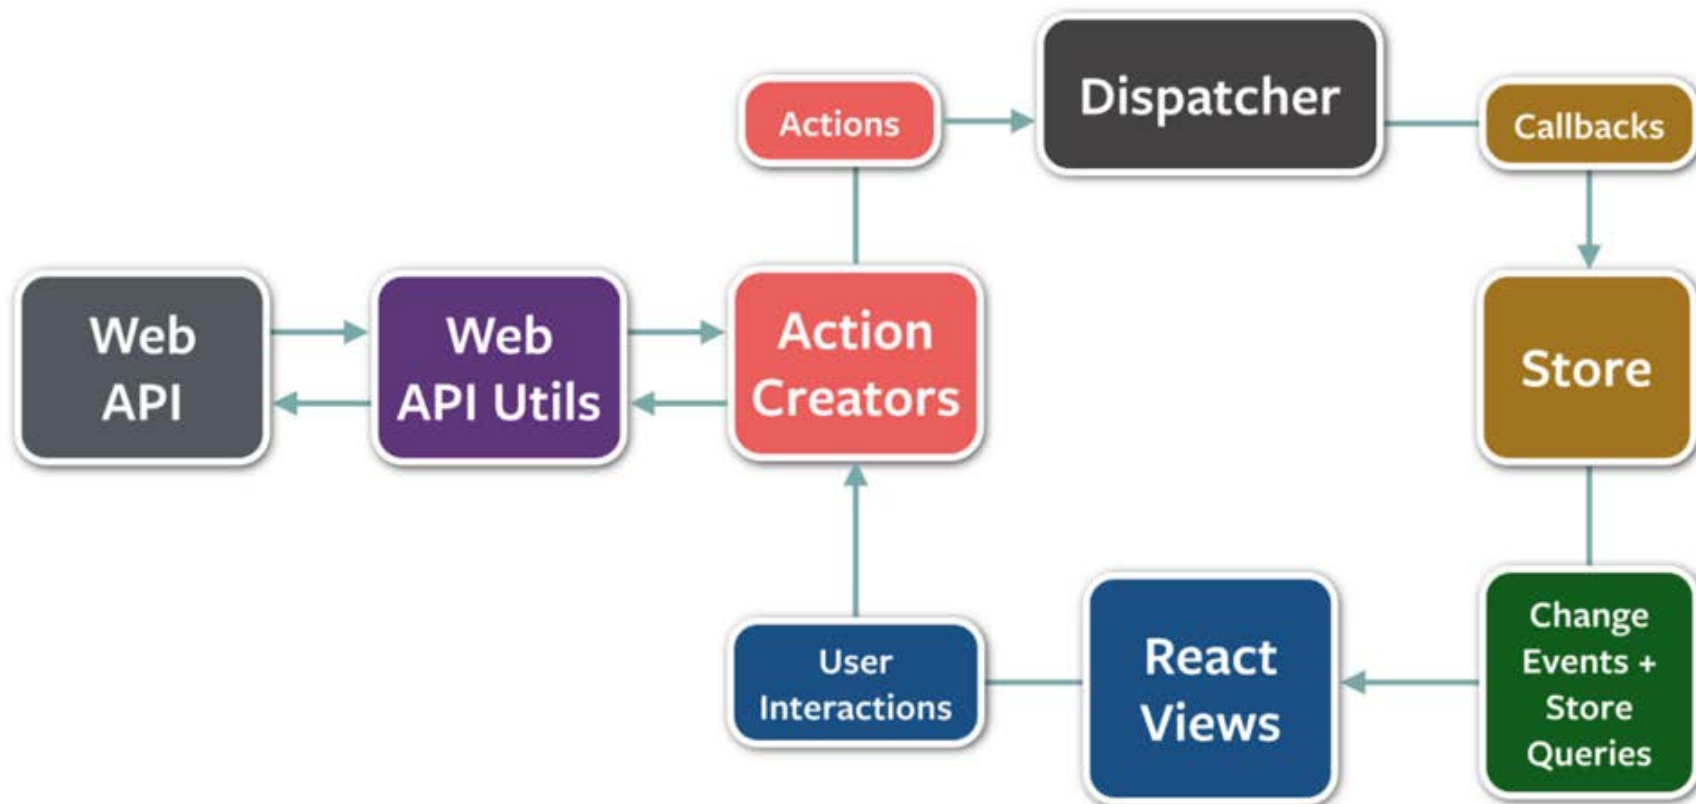 Dispatcher
Actions
Callbacks
Web
API
Web
API Utils
Action
Creators
Store
User
Interactions
React
Views
Change
Events +
Store
Queries